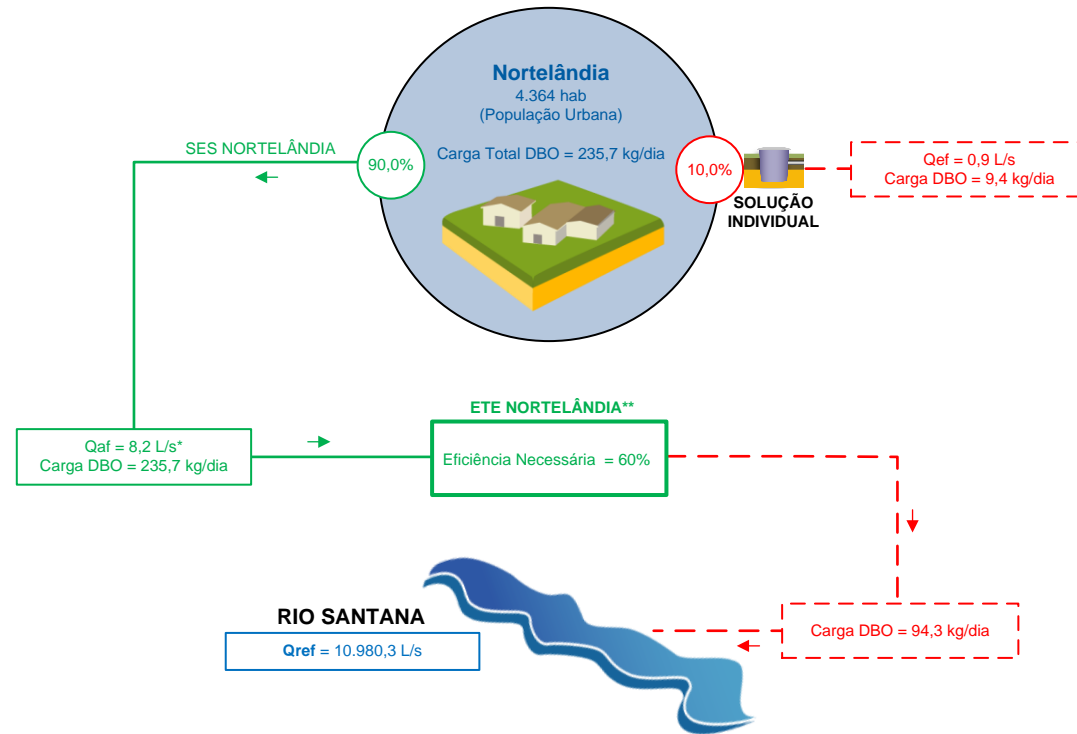 Nortelândia
4.364 hab
(População Urbana)
Carga Total DBO = 235,7 kg/dia
SES NORTELÂNDIA
90,0%
10,0%
SOLUÇÃO
INDIVIDUAL
Qef = 0,9 L/s
Carga DBO = 9,4 kg/dia
ETE NORTELÂNDIA**
Qaf = 8,2 L/s*
Carga DBO = 235,7 kg/dia
Eficiência Necessária = 60%
RIO SANTANA
Qref = 10.980,3 L/s
Carga DBO = 94,3 kg/dia